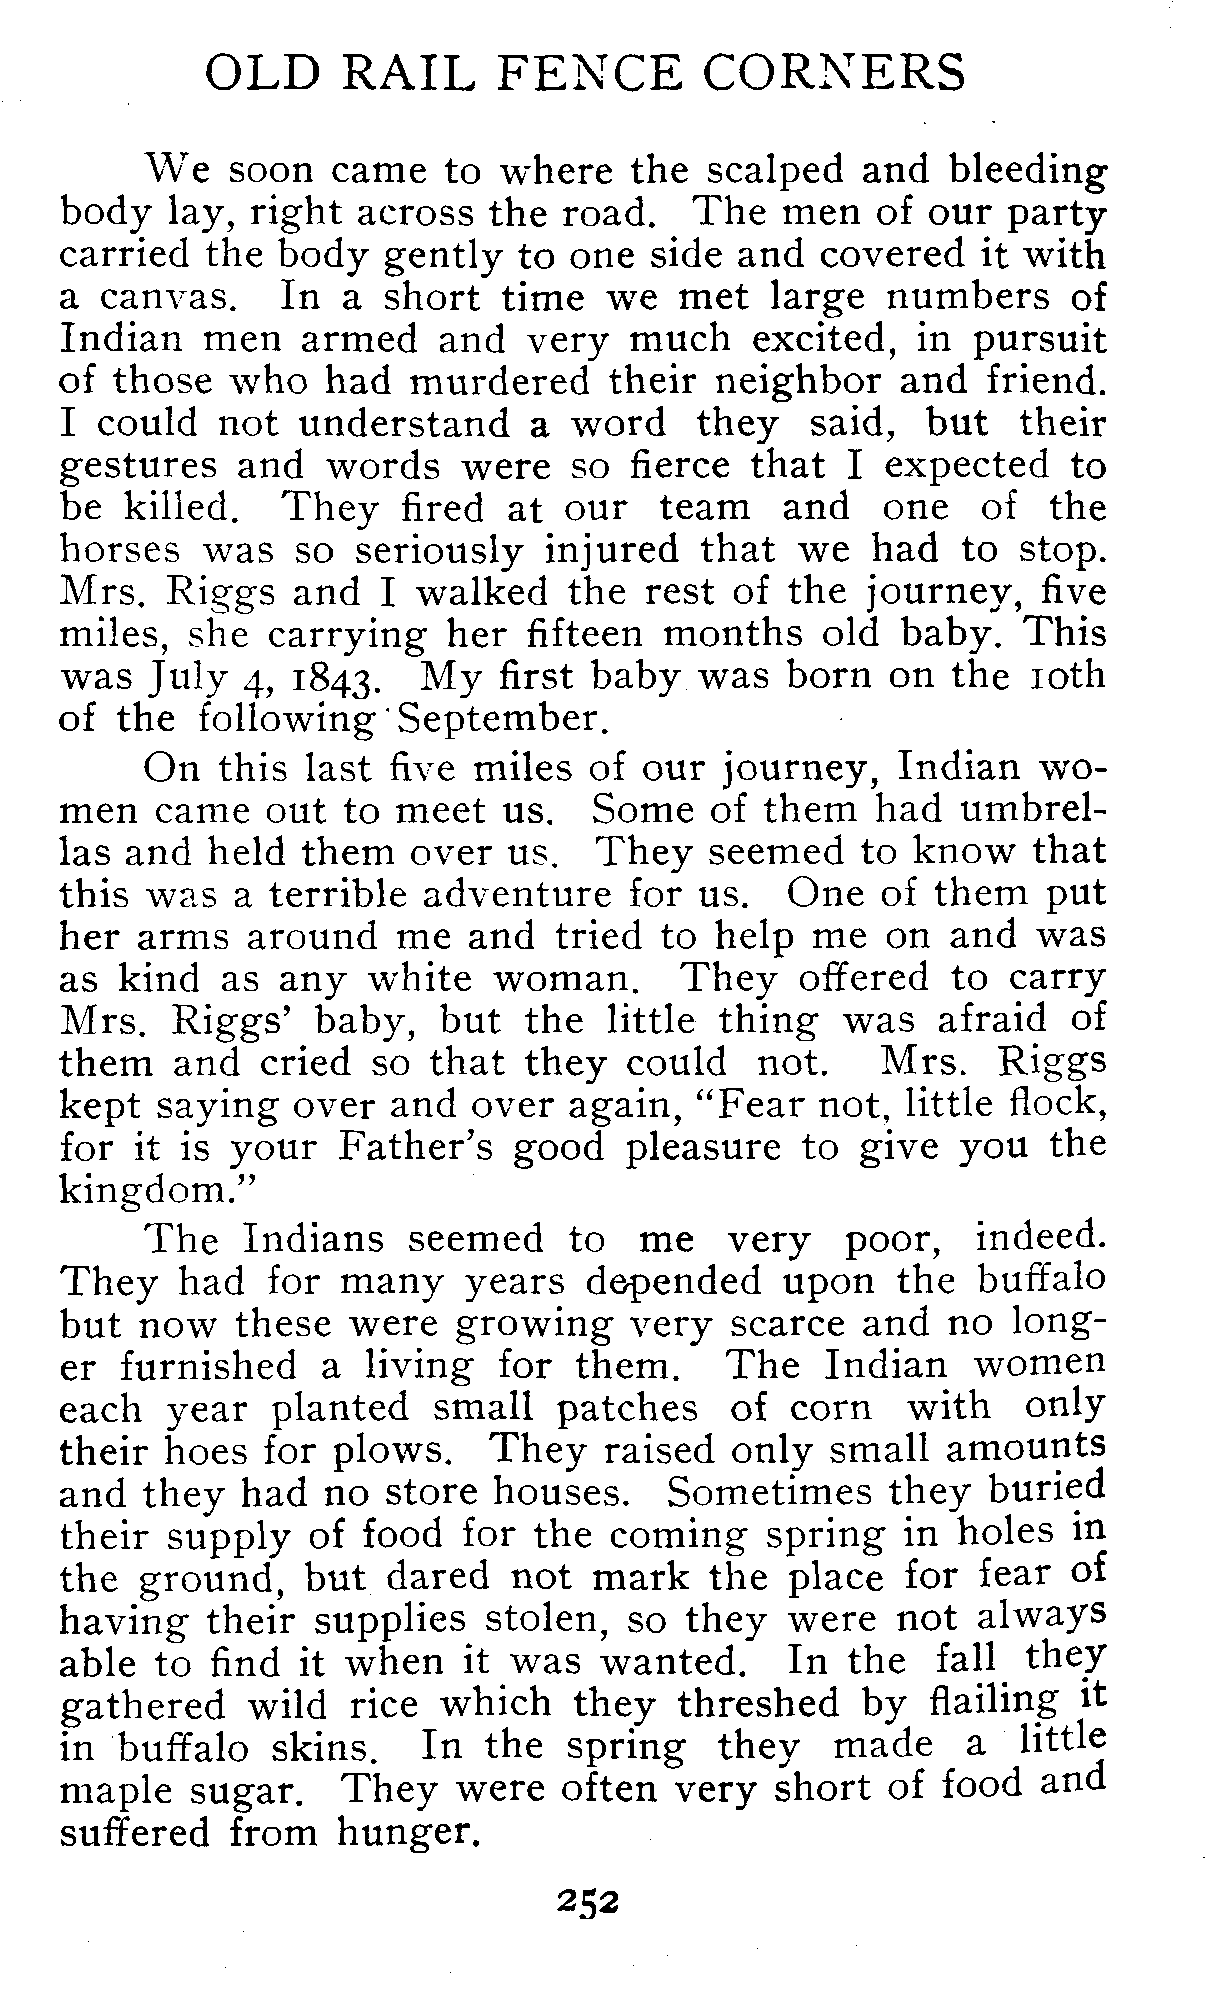 OLD RAIL FENCE CORNERS
We soon came to where the scalped and bleeding
body lay, right across the road. The men of our party
carried the body gently to one side and covered it with
a canvas. In a short time we met large numbers of
Indian men armed and very much excited, in pursuit
of those who had murdered their neighbor and friend.
I could not understand a word they said, but their
gestures and words were so fierce that I expected to
be killed. They fired at our team and one of the
horses was so seriously injured that we had to stop.
Mrs. Riggs and I walked the rest of the journey, five
miles, she carrying her fifteen months old baby. This
was July 4, 1843. My first baby was born on the 10th
of the following September.
On this last five miles of our journey, Indian wo-
men came out to meet us. Some of them had umbrel-
las and held them over us. They seemed to know that
this was a terrible adventure for us. One of them put
her arms around me and tried to help me on and was
as kind as any white woman. They offered to carry
Mrs. Riggs' baby, but the little thing was afraid of
them and cried so that they could not. Mrs. Riggs
kept saying over and over again, "Fear not, little flock,
for it is your Father's good pleasure to give you the
kingdom."
The Indians seemed to me very poor, indeed.
They had for many years depended upon the buffalo
but now these were growing very scarce and no long-
er furnished a living for them. The Indian women
each year planted small patches of corn with only
their hoes for plows. They raised only small amounts
and they had no store houses. Sometimes they buried
their supply of food for the coming spring in holes in
the ground, but dared not mark the place for fear of
having their supplies stolen, so they were not always
able to find it when it was wanted. In the fall they
gathered wild rice which they threshed by flailing it
in buffalo skins. In the spring they made a little
maple sugar. They were often very short of food and
suffered from hunger.
252